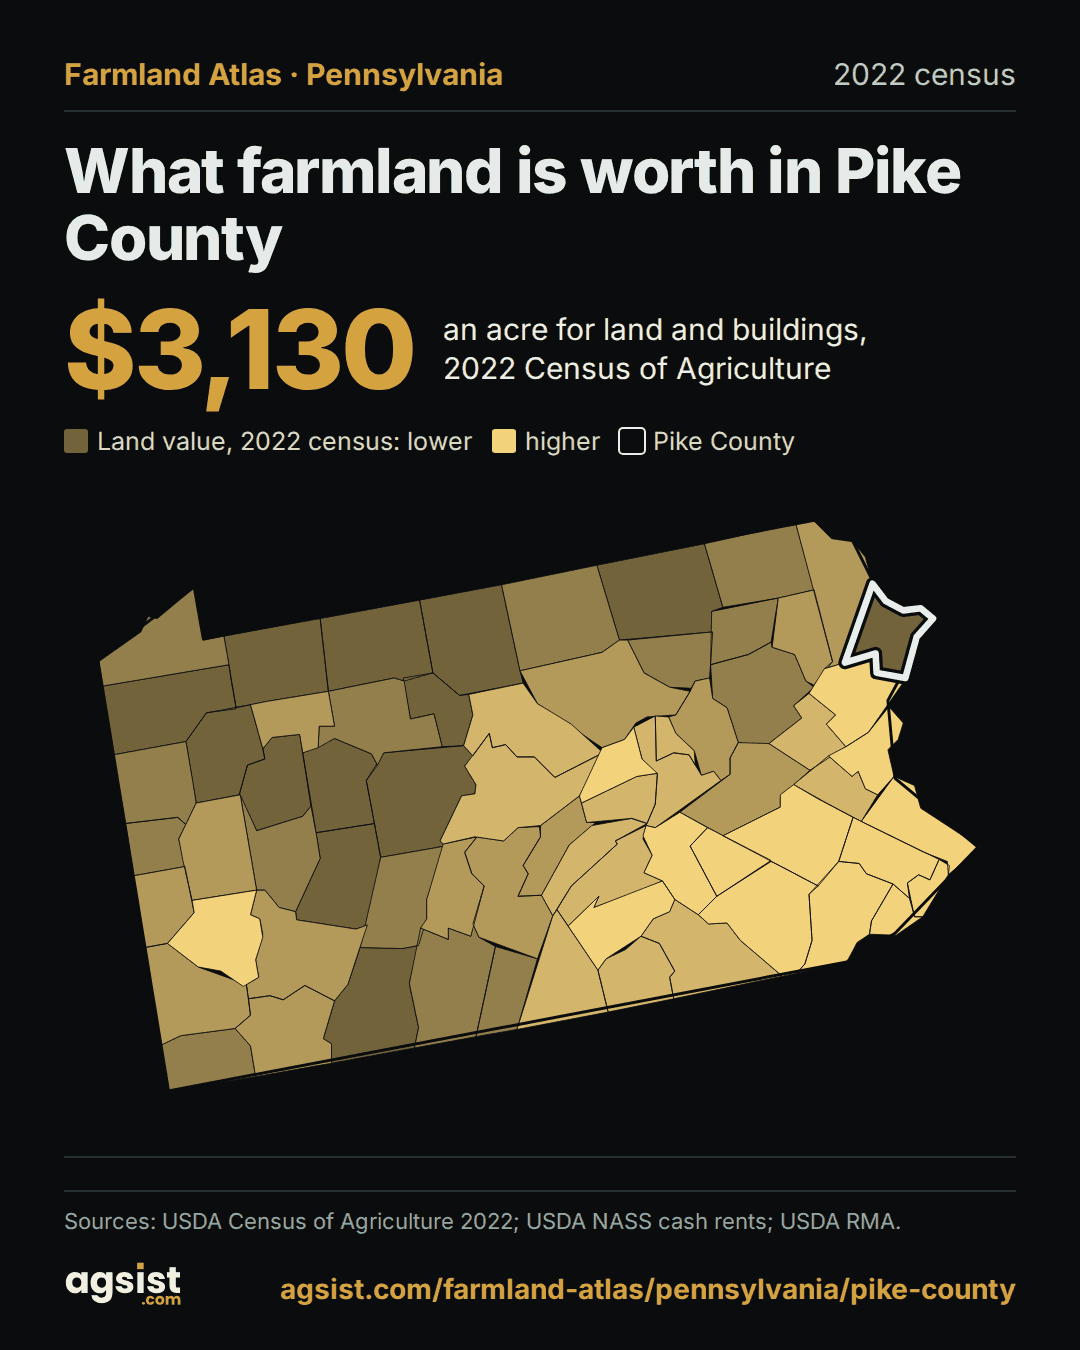 Farmland Atlas · Pennsylvania
2022 census
What farmland is worth in Pike
County
$3,130
an acre for land and buildings,
2022 Census of Agriculture
Land value, 2022 census: lower
higher
Pike County
Sources: USDA Census of Agriculture 2022; USDA NASS cash rents; USDA RMA.
agsist
.com
agsist.com/farmland-atlas/pennsylvania/pike-county